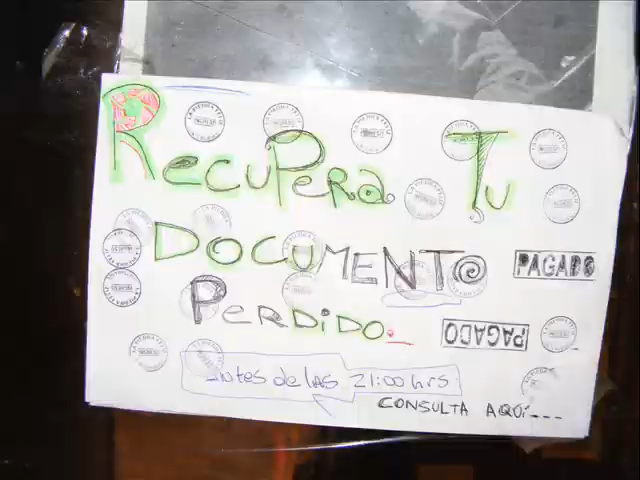 RECUPERA TU
DOCUMENTO
PAGADO
PERDIDO.
PAGADO
Antes de las 21:00 hrs.
CONSULTA AQUÍ---